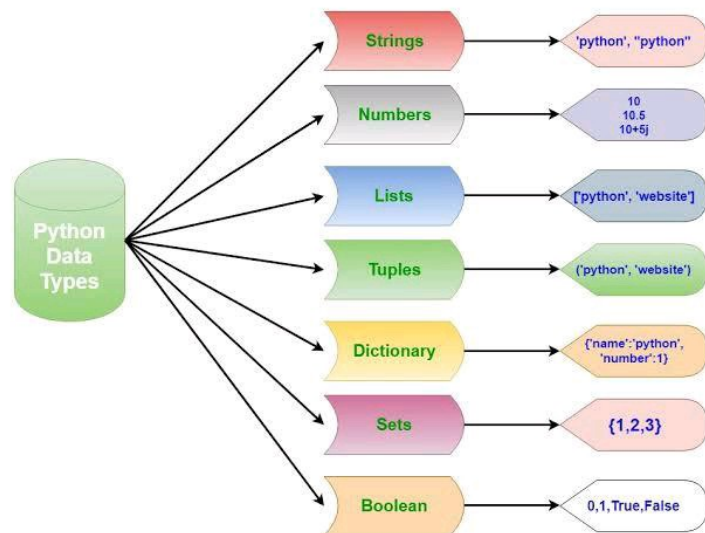 Python
Data
Types
Strings
'python', "python"
Numbers
10
10.5
10+5j
Lists
['python', 'website']
Tuples
('python', 'website')
Dictionary
{'name':'python',
'number':1}
Sets
{1,2,3}
Boolean
0,1,True,False